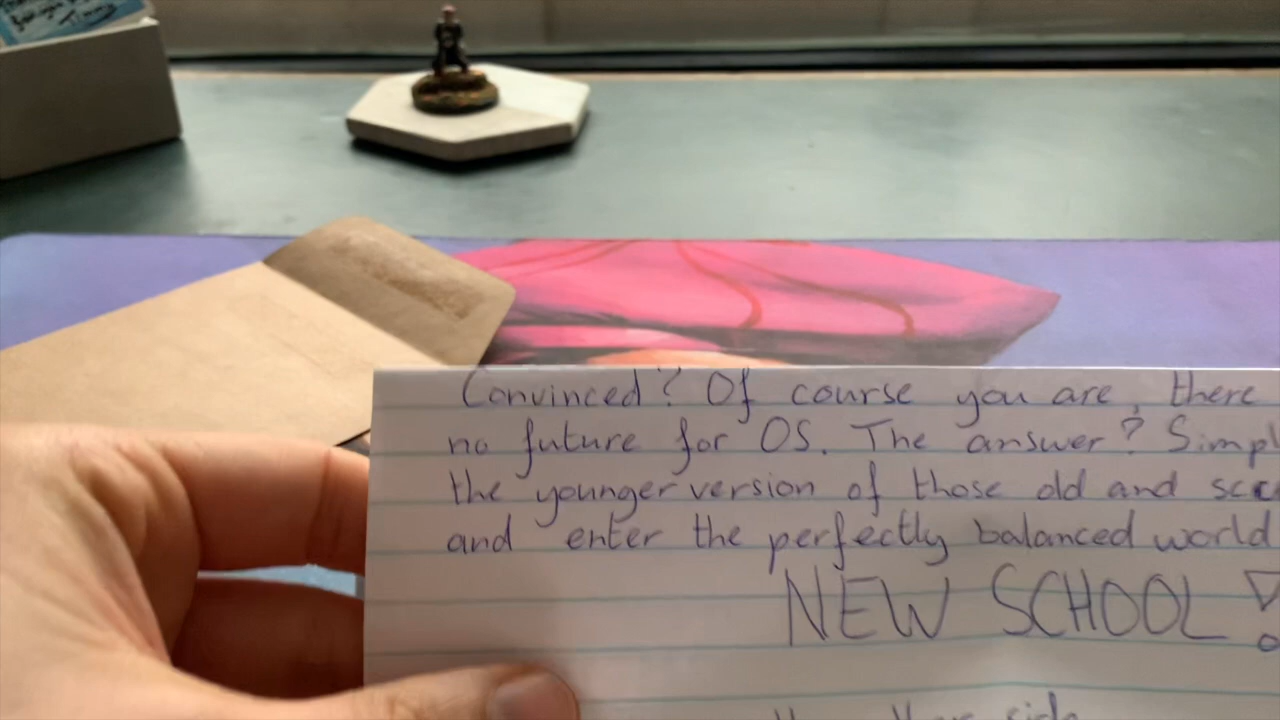 Convinced? Of course you are, there
no future for OS. The answer? Simpl
the younger version of those old and
and enter the perfectly balanced world
NEW SCHOOL!
side